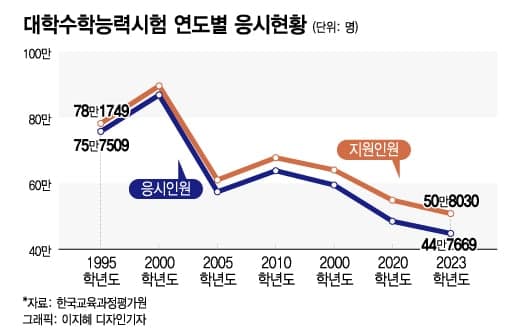 대학수학능력시험 연도별 응시현황 (단위: 명)
100만
80만
60만
40만
78만1749
75만7509
응시인원
지원인원
50만8030
44만7669
1995 2000 2005 2010 2000 2020 2023
학년도 학년도 학년도 학년도 학년도 학년도 학년도
*자료: 한국교육과정평가원
그래픽: 이지혜 디자인기자